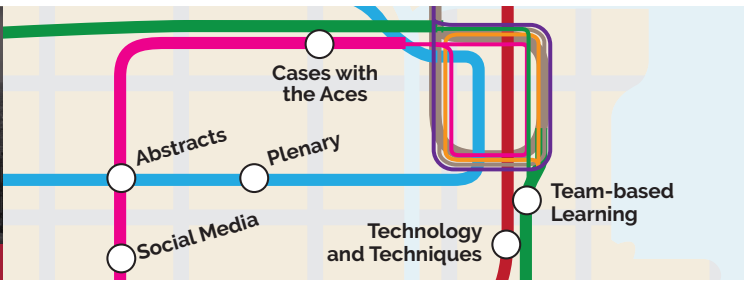 Cases with
the Aces
Abstracts
Plenary
Team-based
Learning
Social Media
Technology
and Techniques